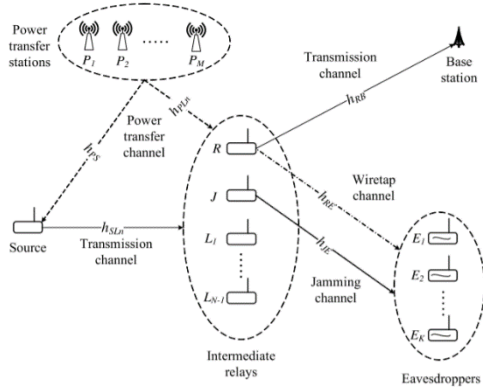 Power
transfer
stations
P1 P2 ..... PM
Transmission
channel
Base
station
hRB
Power
transfer
channel
hPLn
hPS
R
hRE
Wiretap
channel
J
hSLn
Source
Transmission
channel
L1
hJE
Jamming
channel
E1
E2
EK
LN-1
Intermediate
relays
Eavesdroppers